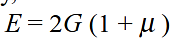 E = 2G (1 + μ )